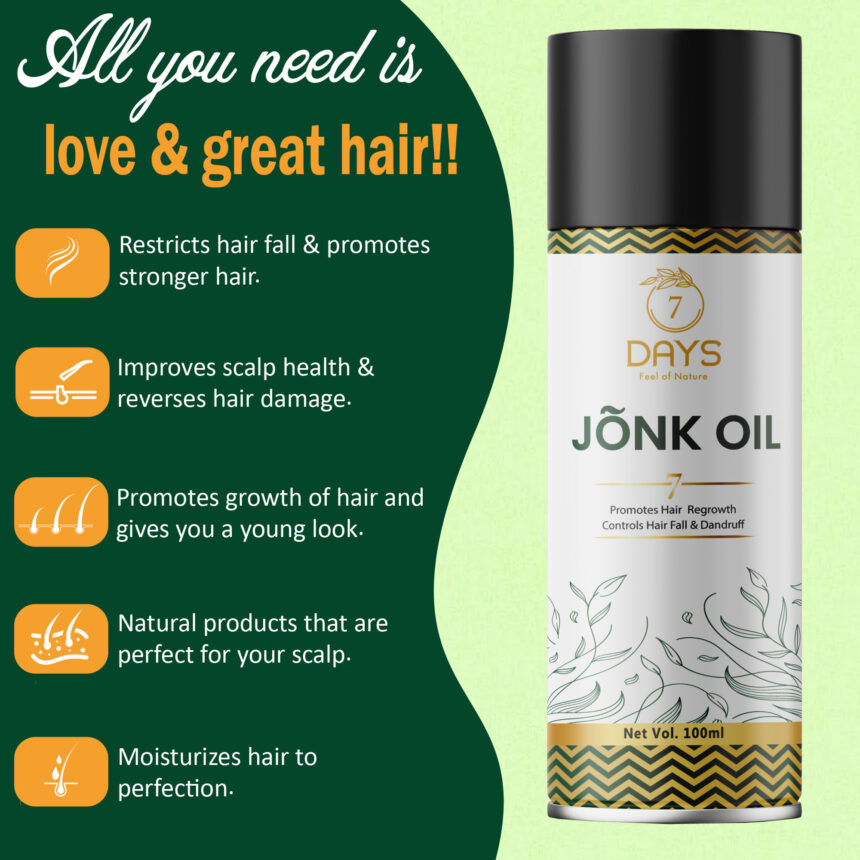 All you need is
love & great hair!!
Restricts hair fall & promotes
stronger hair.
Improves scalp health &
reverses hair damage.
Promotes growth of hair and
gives you a young look.
Natural products that are
perfect for your scalp.
Moisturizes hair to
perfection.
7
DAYS
Feel of Nature
JÕNK OIL
7
Promotes Hair Regrowth
Controls Hair Fall & Dandruff
Net Vol. 100ml